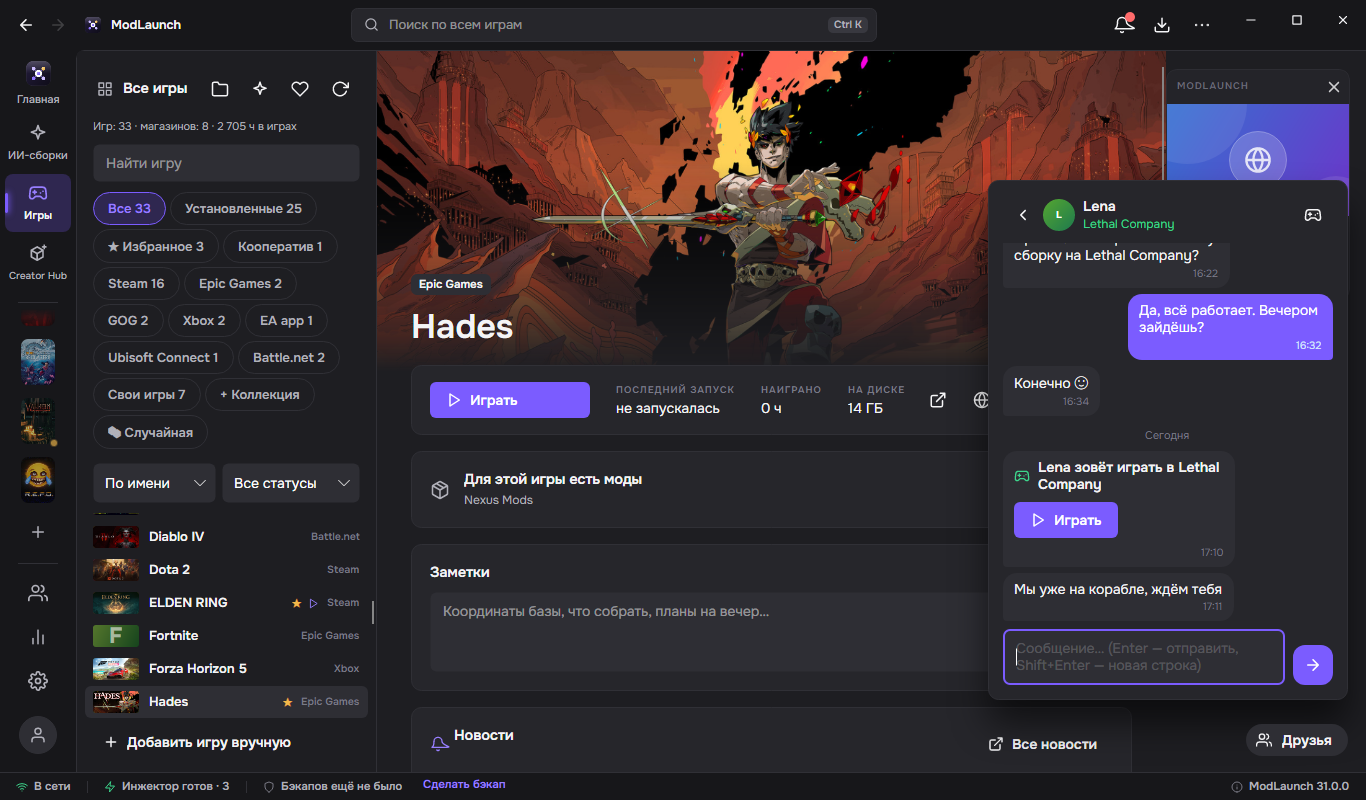 ModLaunch
Поиск по всем играм
Ctrl K
Главная
ИИ-сборки
Игры
Creator Hub
Все игры
Игр: 33 · магазинов: 8 · 2 705 ч в играх
Найти игру
Все 33
Установленные 25
★ Избранное 3
Кооператив 1
Steam 16
Epic Games 2
GOG 2
Xbox 2
EA app 1
Ubisoft Connect 1
Battle.net 2
Свои игры 7
+ Коллекция
Случайная
По имени
Все статусы
Diablo IV
Battle.net
Dota 2
Steam
ELDEN RING
Steam
F
Fortnite
Epic Games
Forza Horizon 5
Xbox
HADES
Hades
Epic Games
Добавить игру вручную
R.E.P.O.
Epic Games
Hades
Играть
ПОСЛЕДНИЙ ЗАПУСК
не запускалась
НАИГРАНО
0 ч
НА ДИСКЕ
14 ГБ
Для этой игры есть моды
Nexus Mods
Заметки
Координаты базы, что собрать, планы на вечер...
Новости
Все новости
MODLAUNCH
L
Lena
Lethal Company
сборку на Lethal Company?
16:22
Да, всё работает. Вечером
зайдёшь?
16:32
Конечно
16:34
Сегодня
Lena зовёт играть в Lethal
Company
Играть
17:10
Мы уже на корабле, ждём тебя
17:11
Сообщение... (Enter — отправить,
Shift+Enter — новая строка)
Друзья
В сети
Инжектор готов · 3
Бэкапов ещё не было
Сделать бэкап
ModLaunch 31.0.0